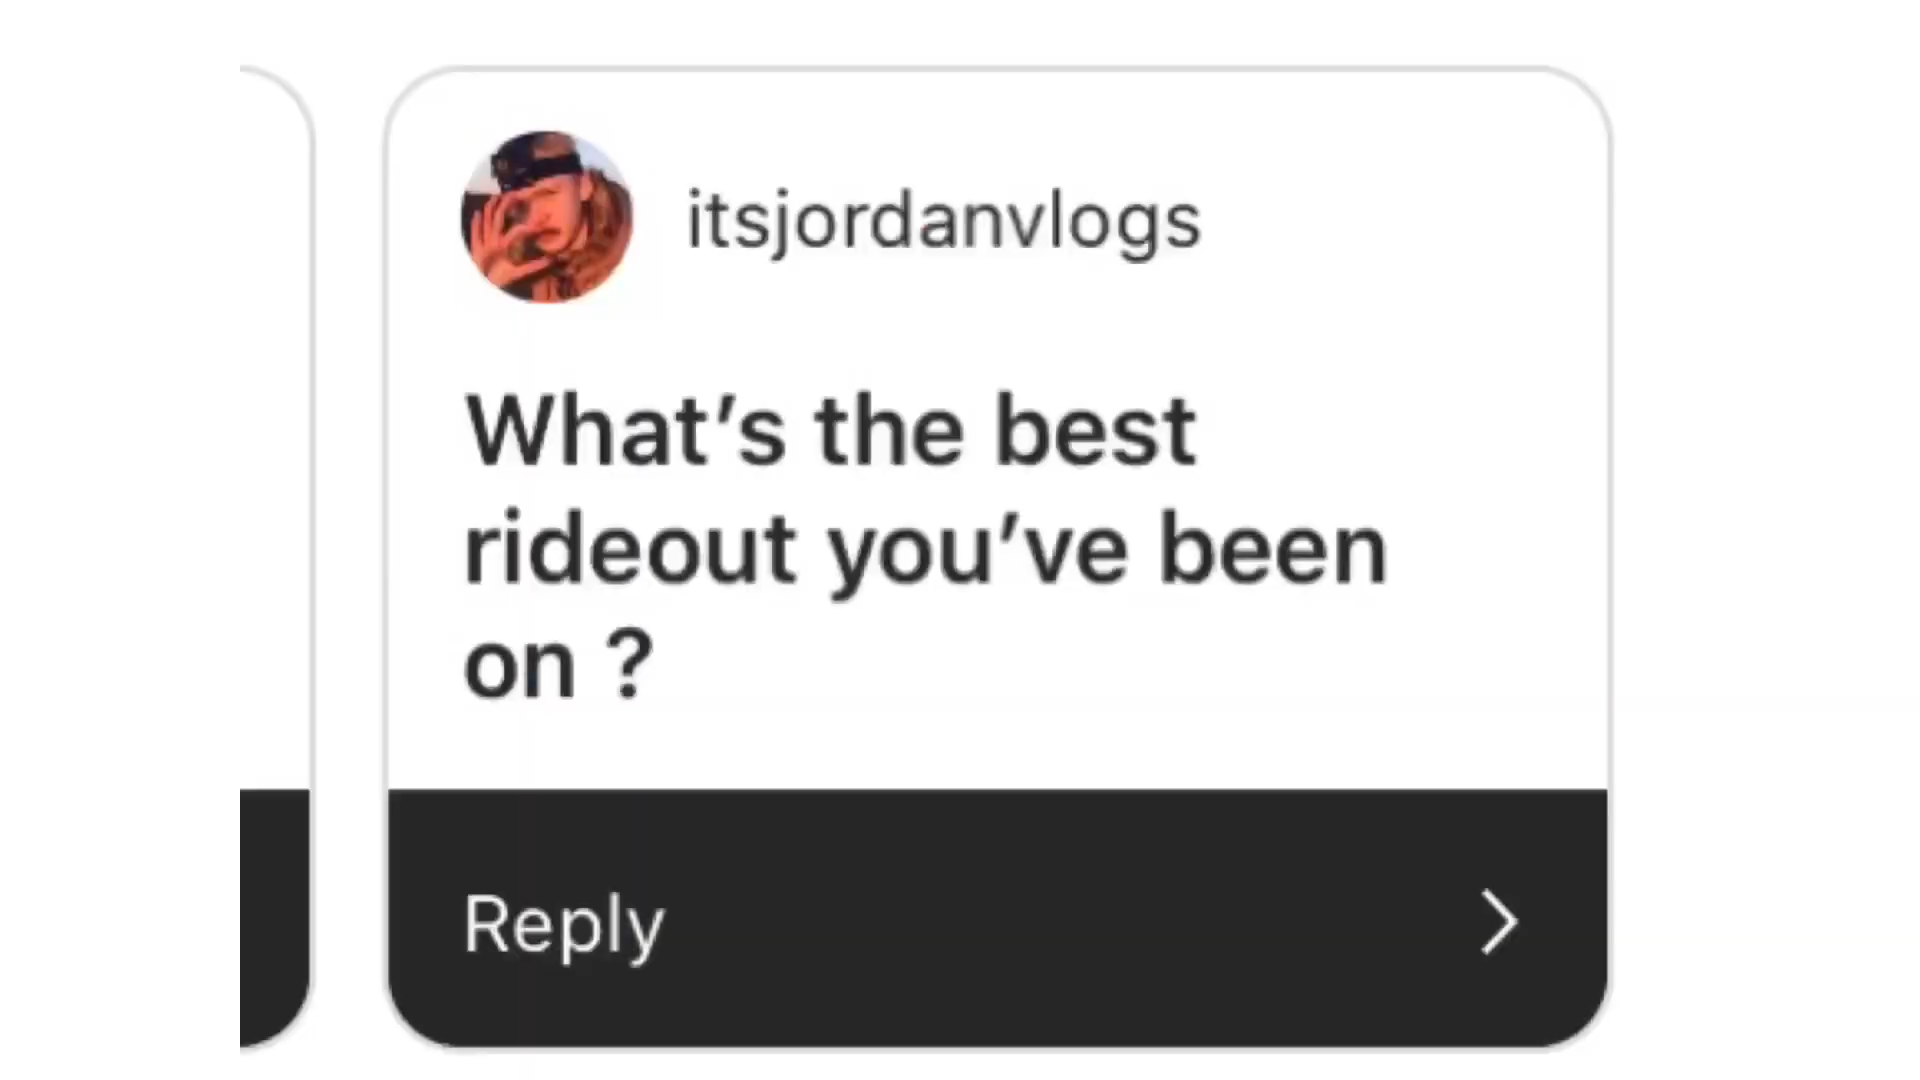 itsjordanvlogs
What’s the best
rideout you’ve been
on ?
Reply